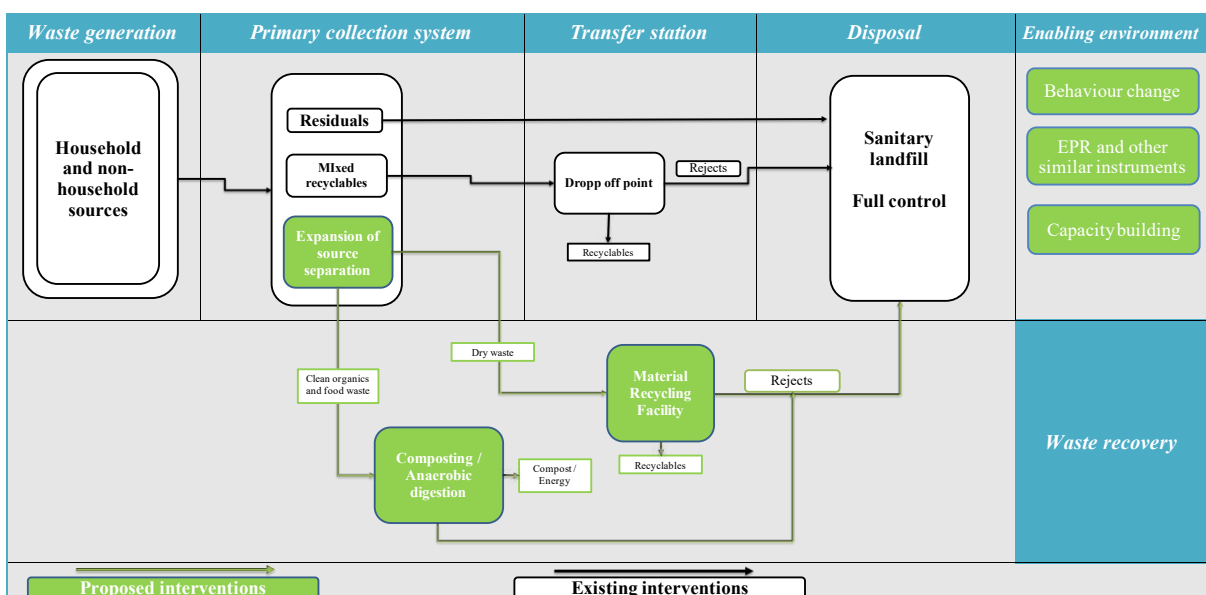 Waste generation
Primary collection system
Transfer station
Disposal
Enabling environment
Household
and non-
household
sources
Residuals
MIxed
recyclables
Expansion of
source
separation
Dropp off point
Rejects
Recyclables
Sanitary
landfill
Full control
Behaviour change
EPR and other
similar instruments
Capacity building
Clean organics
and food waste
Dry waste
Material
Recycling
Facility
Rejects
Recyclables
Composting /
Anaerobic
digestion
Compost /
Energy
Waste recovery
Proposed interventions
Existing interventions